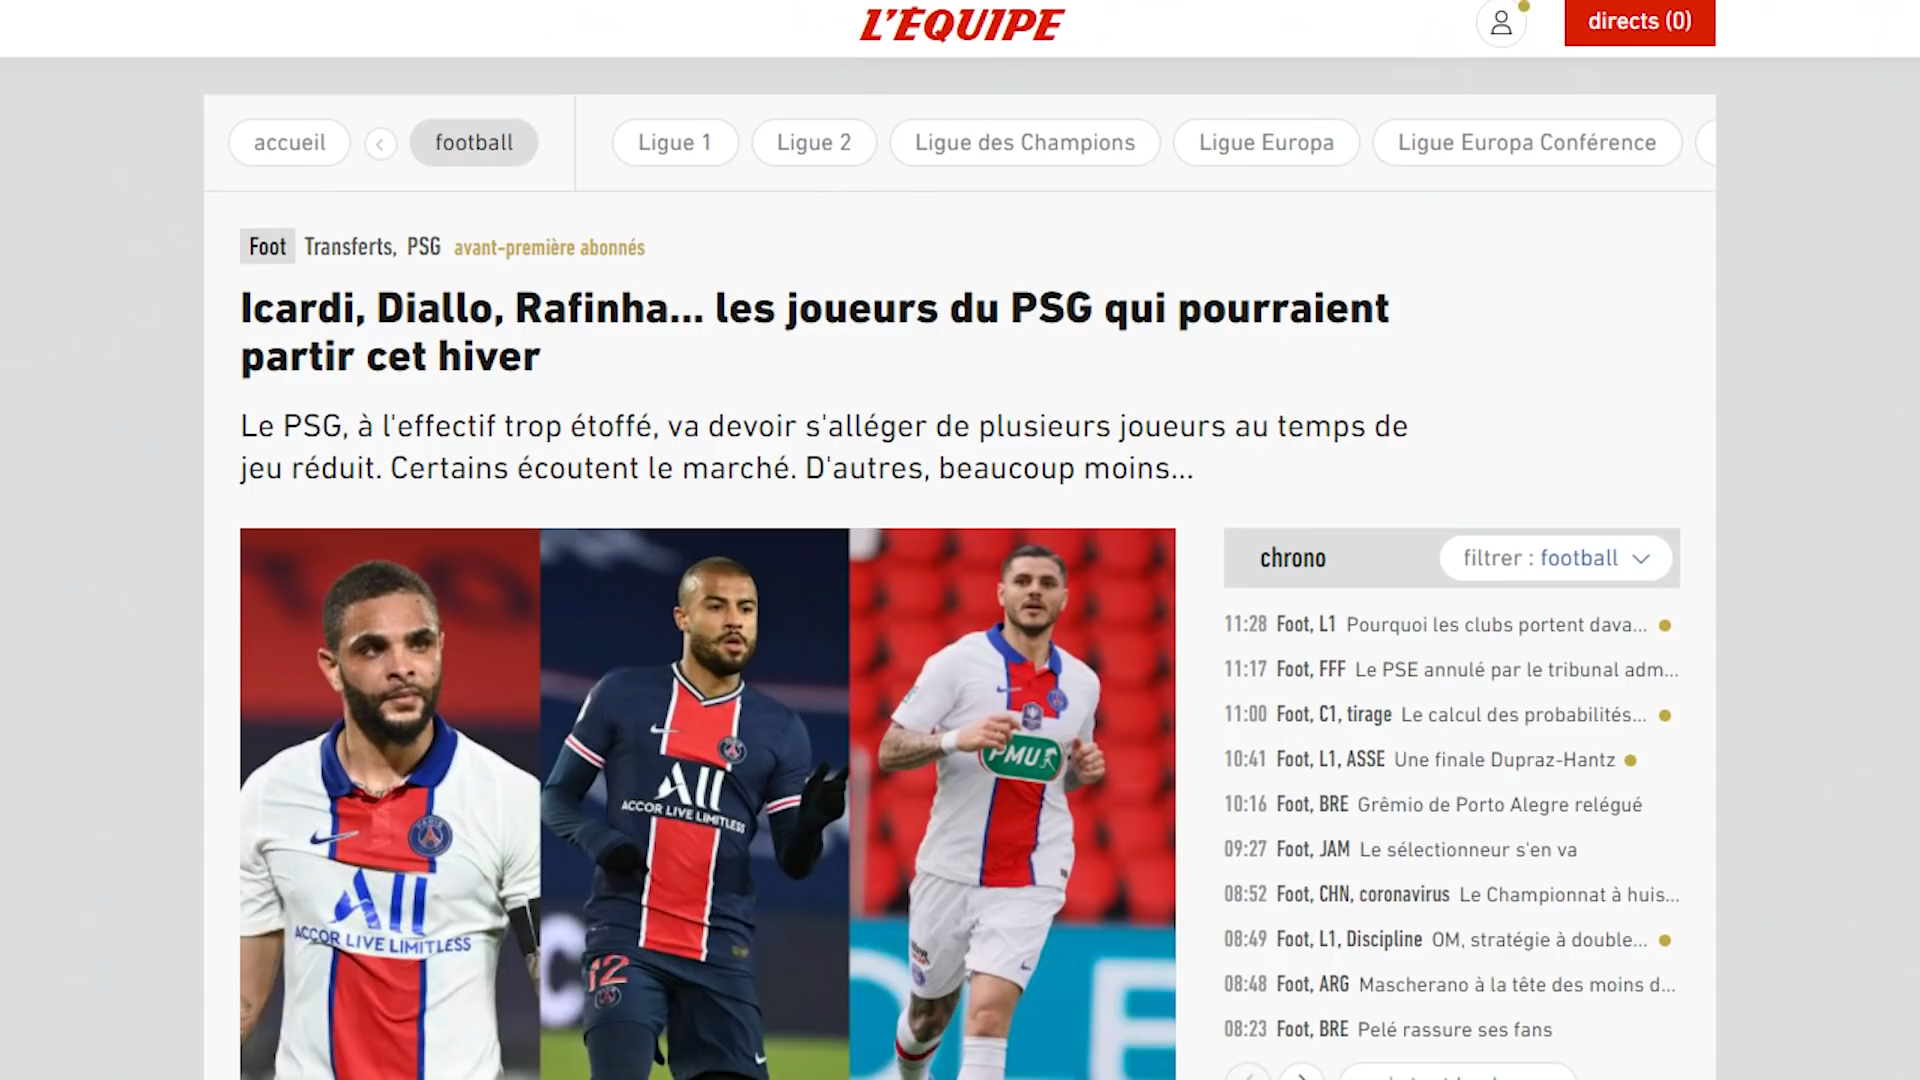 L'ÉQUIPE
directs (0)
accueil
football
Ligue 1
Ligue 2
Ligue des Champions
Ligue Europa
Ligue Europa Conférence
Foot Transferts, PSG avant-première abonnés
Icardi, Diallo, Rafinha... les joueurs du PSG qui pourraient
partir cet hiver
Le PSG, à l'effectif trop étoffé, va devoir s'alléger de plusieurs joueurs au temps de
jeu réduit. Certains écoutent le marché. D'autres, beaucoup moins...
ALL
ACCOR LIVE LIMITLESS
ALL
ACCOR LIVE LIMITLESS
12
PMU
chrono
filtrer : football
11:28 Foot, L1 Pourquoi les clubs portent dava...
11:17 Foot, FFF Le PSE annulé par le tribunal adm...
11:00 Foot, C1, tirage Le calcul des probabilités...
10:41 Foot, L1, ASSE Une finale Dupraz-Hantz
10:16 Foot, BRE Grêmio de Porto Alegre relégué
09:27 Foot, JAM Le sélectionneur s'en va
08:52 Foot, CHN, coronavirus Le Championnat à huis...
08:49 Foot, L1, Discipline OM, stratégie à double...
08:48 Foot, ARG Mascherano à la tête des moins d...
08:23 Foot, BRE Pelé rassure ses fans